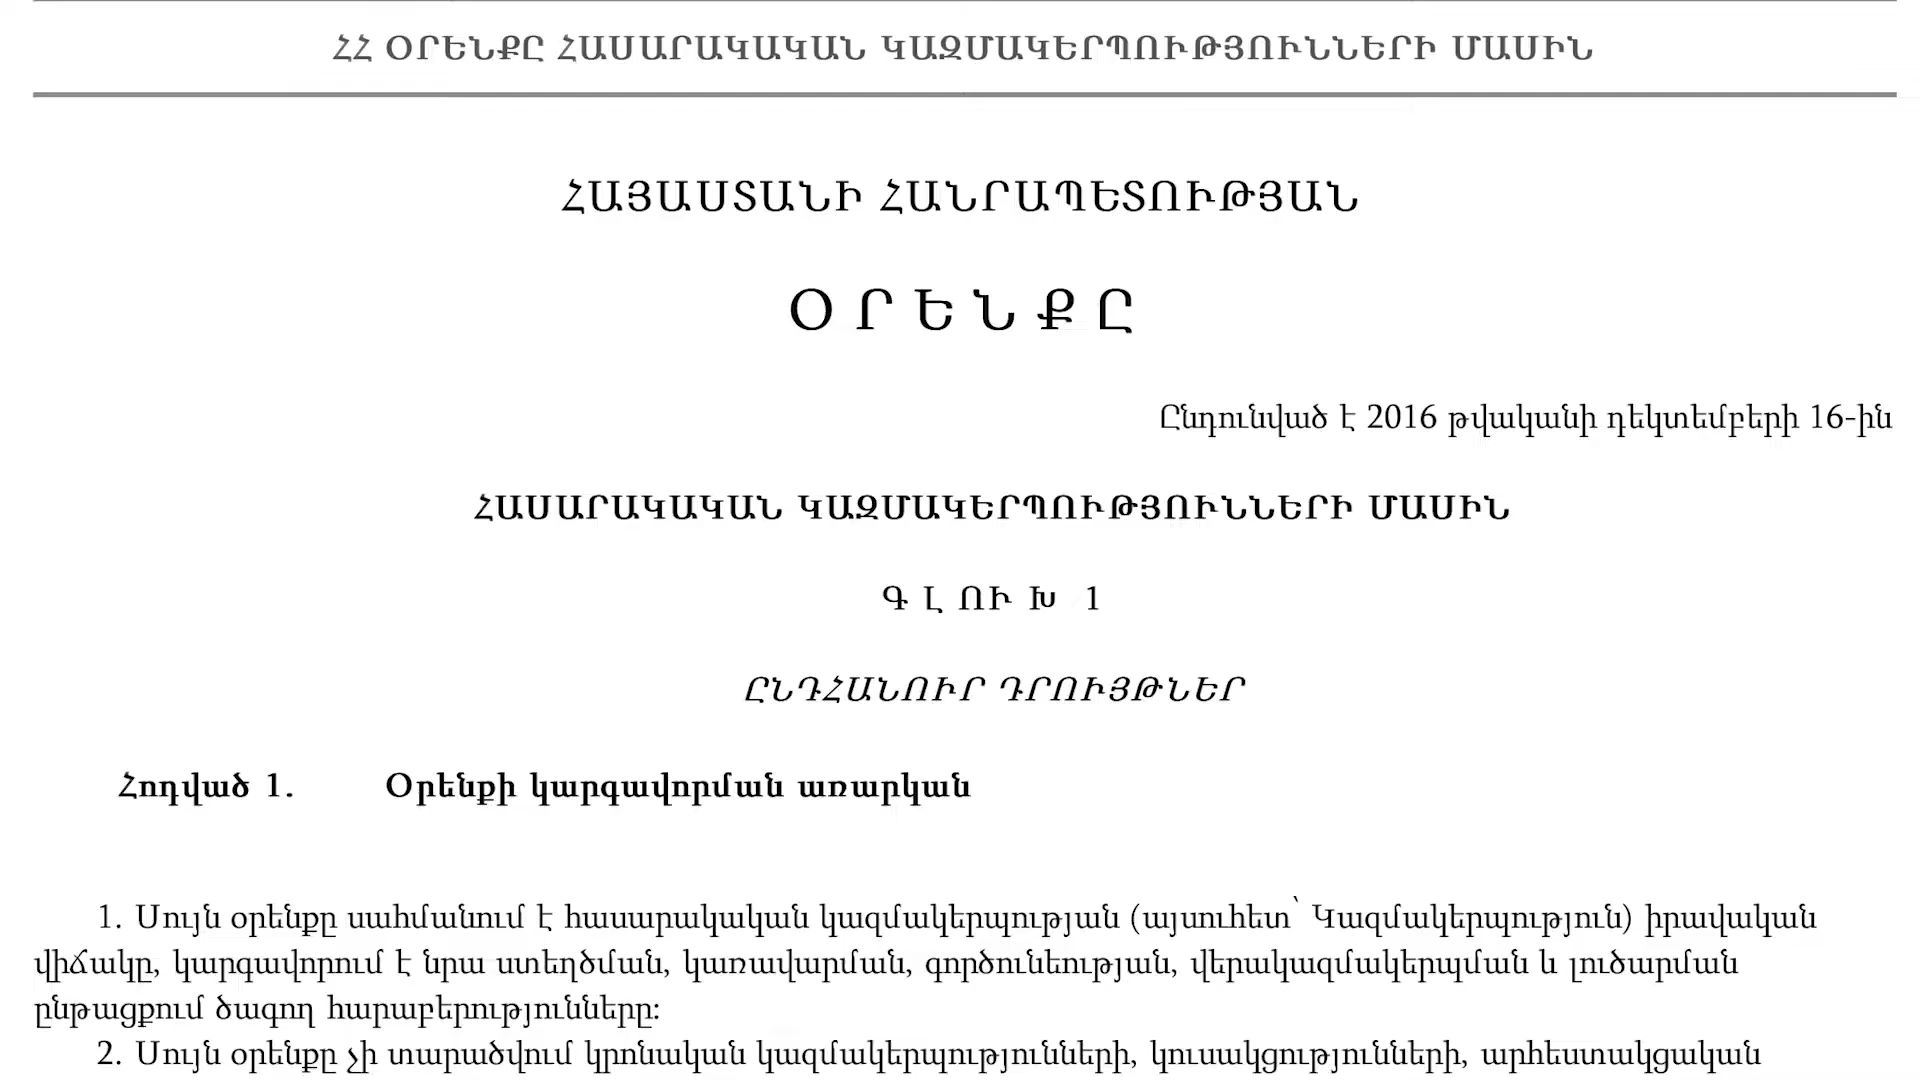 ՀՀ ՕՐԵՆՔԸ ՀԱՍԱՐԱԿԱԿԱՆ ԿԱԶՄԱԿԵՐՊՈՒԹՅՈՒՆՆԵՐԻ ՄԱՍԻՆ
ՀԱՅԱՍՏԱՆԻ ՀԱՆՐԱՊԵՏՈՒԹՅԱՆ
Օ Ր Ե Ն Ք Ը
Ընդունված է 2016 թվականի դեկտեմբերի 16-ին
ՀԱՍԱՐԱԿԱԿԱՆ ԿԱԶՄԱԿԵՐՊՈՒԹՅՈՒՆՆԵՐԻ ՄԱՍԻՆ
Գ Լ ՈՒ Խ 1
ԸՆԴՀԱՆՈՒՐ ԴՐՈՒՅԹՆԵՐ
Հոդված 1. Օրենքի կարգավորման առարկան
1. Սույն օրենքը սահմանում է հասարակական կազմակերպության (այսուհետ՝ Կազմակերպություն) իրավական
վիճակը, կարգավորում է նրա ստեղծման, կառավարման, գործունեության, վերակազմակերպման և լուծարման
ընթացքում ծագող հարաբերությունները։
2. Սույն օրենքը չի տարածվում կրոնական կազմակերպությունների, կուսակցությունների, արհեստակցական